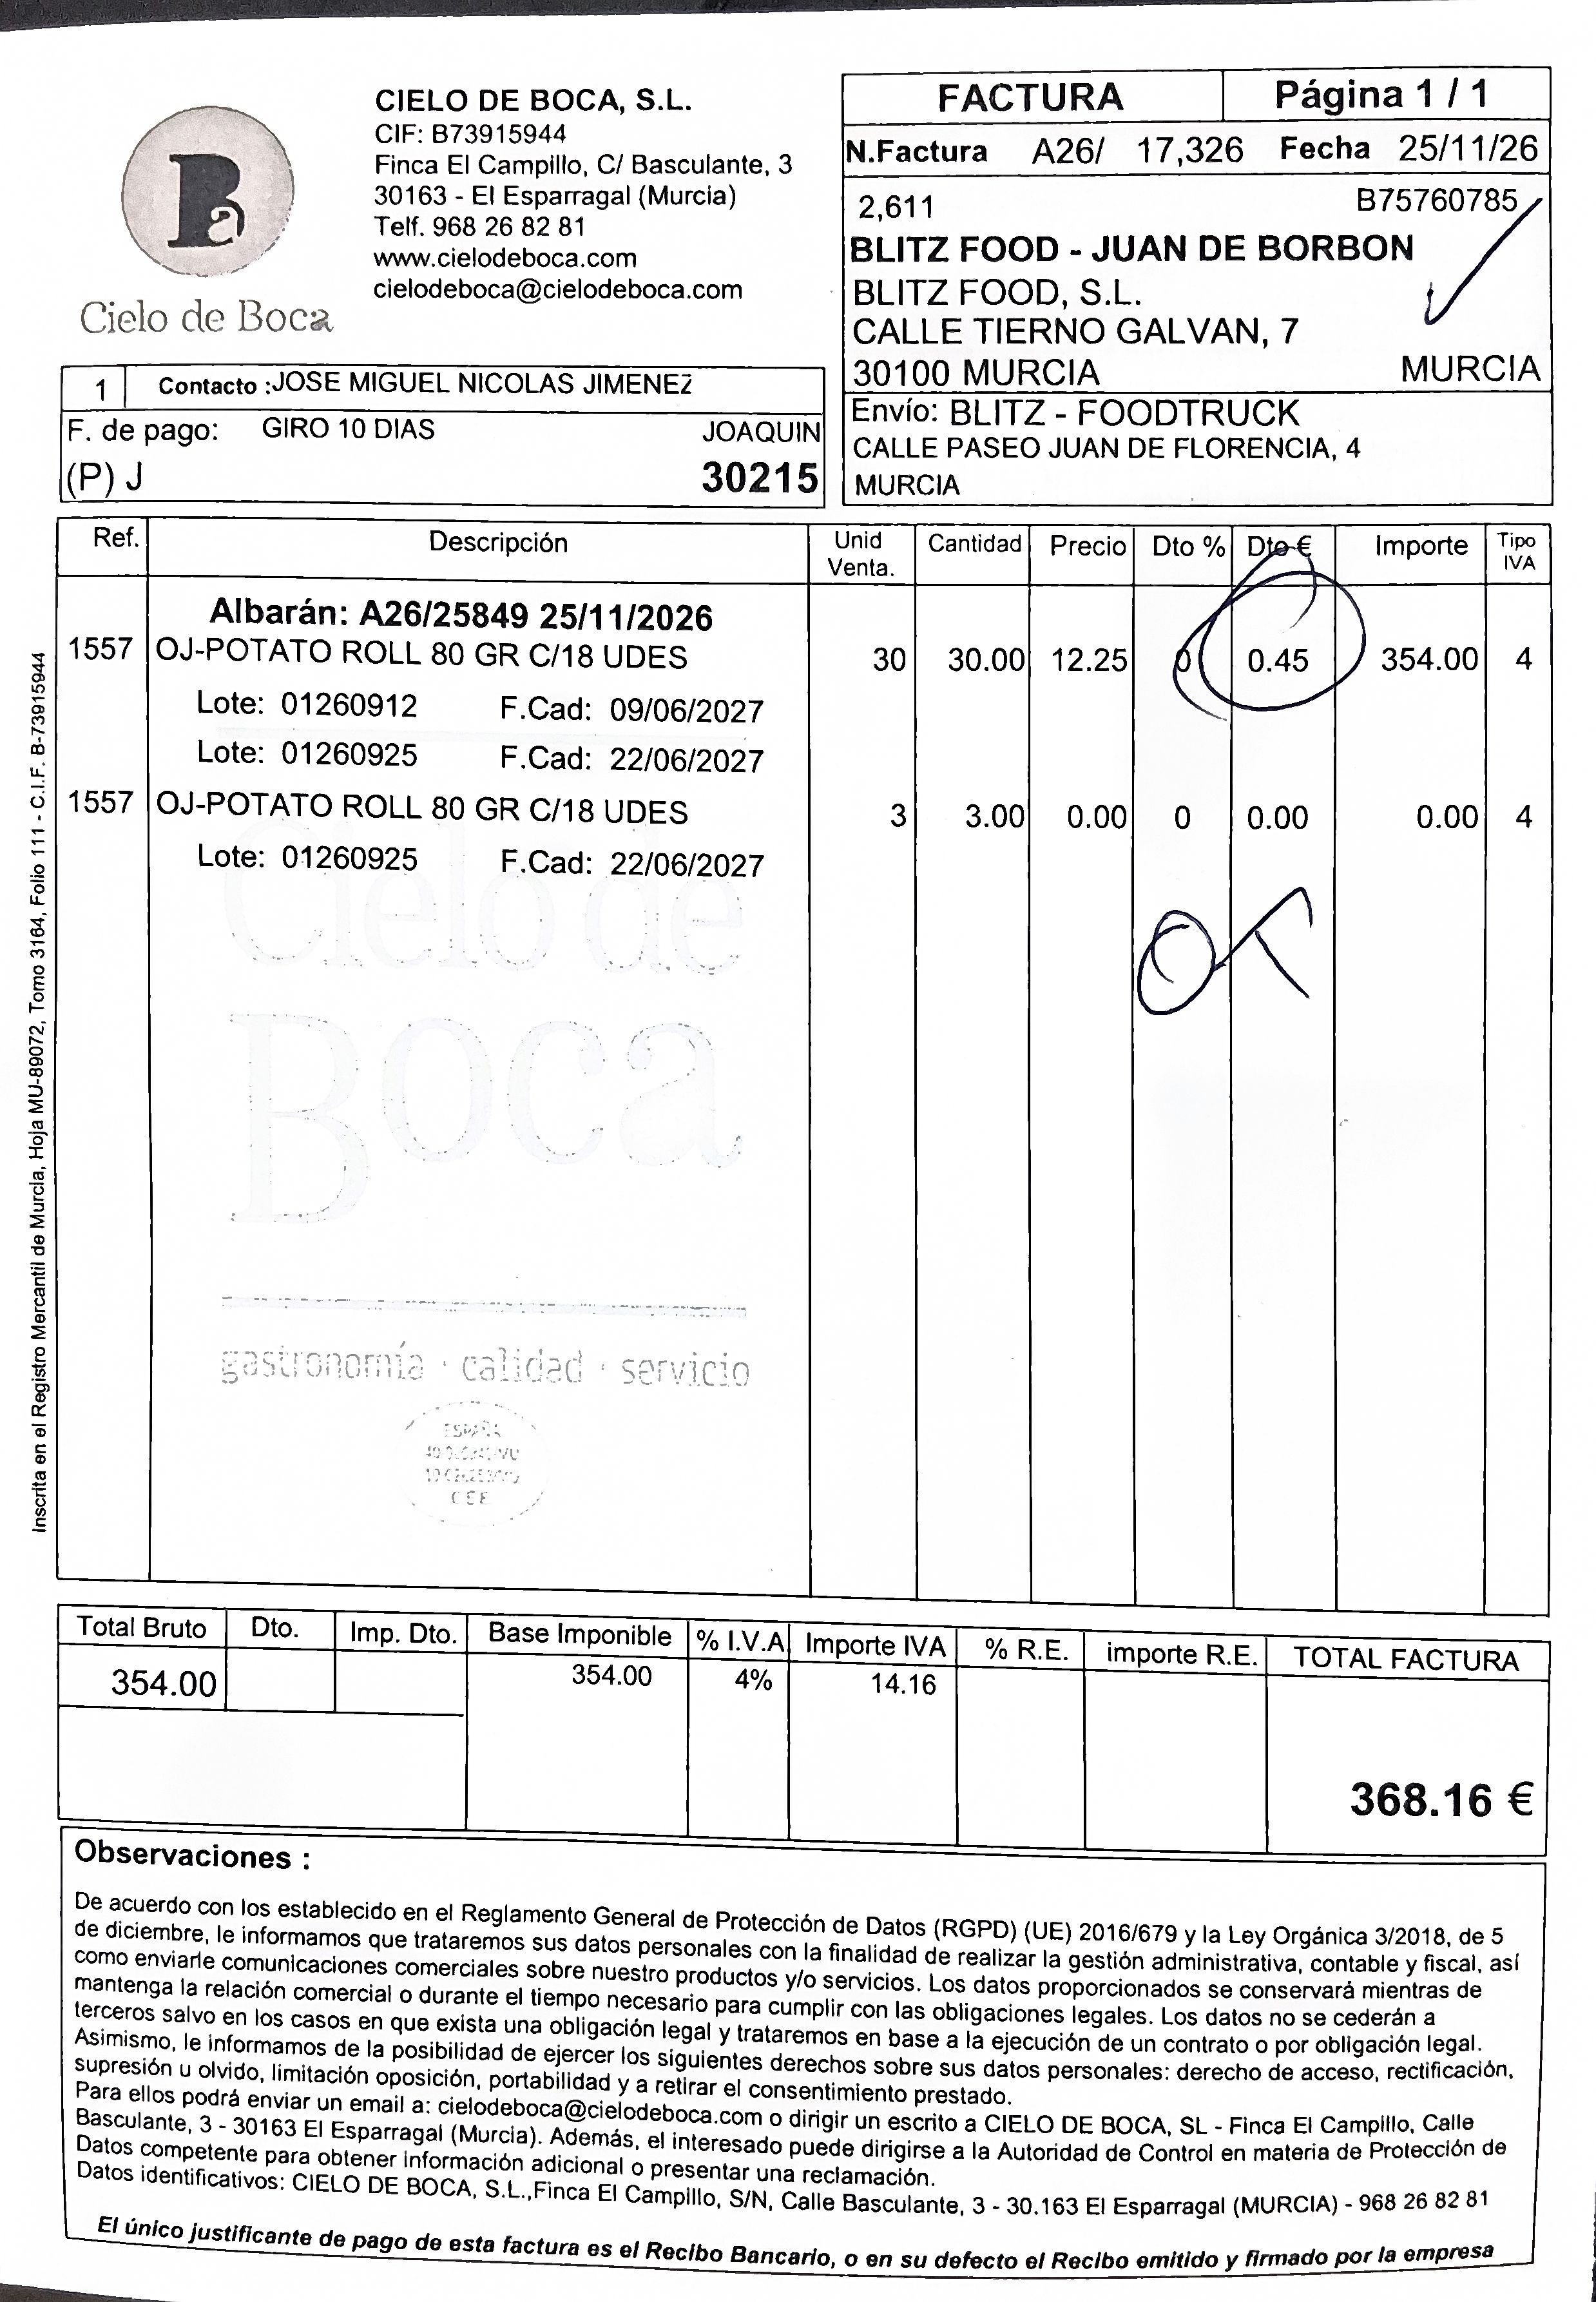 Ba
Cielo de Boca
CIELO DE BOCA, S.L.
CIF: B73915944
Finca El Campillo, C/ Basculante, 3
30163 - El Esparragal (Murcia)
Telf. 968 26 82 81
www.cielodeboca.com
cielodeboca@cielodeboca.com
FACTURA Página 1 / 1
N.Factura A26/ 17,326 Fecha 25/11/26
2,611 B75760785
BLITZ FOOD - JUAN DE BORBON
BLITZ FOOD, S.L.
CALLE TIERNO GALVAN, 7
30100 MURCIA MURCIA
Envío: BLITZ - FOODTRUCK
CALLE PASEO JUAN DE FLORENCIA, 4
MURCIA
1 Contacto :JOSE MIGUEL NICOLAS JIMENEZ
F. de pago: GIRO 10 DIAS JOAQUIN
(P) J 30215
Ref. Descripción Unid Venta. Cantidad Precio Dto % Dto € Importe Tipo IVA
Albarán: A26/25849 25/11/2026
1557 OJ-POTATO ROLL 80 GR C/18 UDES 30 30.00 12.25 0 0.45 354.00 4
Lote: 01260912 F.Cad: 09/06/2027
Lote: 01260925 F.Cad: 22/06/2027
1557 OJ-POTATO ROLL 80 GR C/18 UDES 3 3.00 0.00 0 0.00 0.00 4
Lote: 01260925 F.Cad: 22/06/2027
OK
Cielo de
Boca
gastronomía · calidad · servicio
ESPAÑA
CEE
Inscrita en el Registro Mercantil de Murcia, Hoja MU-89072, Tomo 3164, Folio 111 - C.I.F. B-73915944
Total Bruto Dto. Imp. Dto. Base Imponible % I.V.A Importe IVA % R.E. importe R.E. TOTAL FACTURA
354.00 354.00 4% 14.16
368.16 €
Observaciones :
De acuerdo con los establecido en el Reglamento General de Protección de Datos (RGPD) (UE) 2016/679 y la Ley Orgánica 3/2018, de 5
de diciembre, le informamos que trataremos sus datos personales con la finalidad de realizar la gestión administrativa, contable y fiscal, así
como enviarle comunicaciones comerciales sobre nuestro productos y/o servicios. Los datos proporcionados se conservará mientras de
mantenga la relación comercial o durante el tiempo necesario para cumplir con las obligaciones legales. Los datos no se cederán a
terceros salvo en los casos en que exista una obligación legal y trataremos en base a la ejecución de un contrato o por obligación legal.
Asimismo, le informamos de la posibilidad de ejercer los siguientes derechos sobre sus datos personales: derecho de acceso, rectificación,
supresión u olvido, limitación oposición, portabilidad y a retirar el consentimiento prestado.
Para ellos podrá enviar un email a: cielodeboca@cielodeboca.com o dirigir un escrito a CIELO DE BOCA, SL - Finca El Campillo, Calle
Basculante, 3 - 30163 El Esparragal (Murcia). Además, el interesado puede dirigirse a la Autoridad de Control en materia de Protección de
Datos competente para obtener información adicional o presentar una reclamación.
Datos identificativos: CIELO DE BOCA, S.L.,Finca El Campillo, S/N, Calle Basculante, 3 - 30.163 El Esparragal (MURCIA) - 968 26 82 81
El único justificante de pago de esta factura es el Recibo Bancario, o en su defecto el Recibo emitido y firmado por la empresa